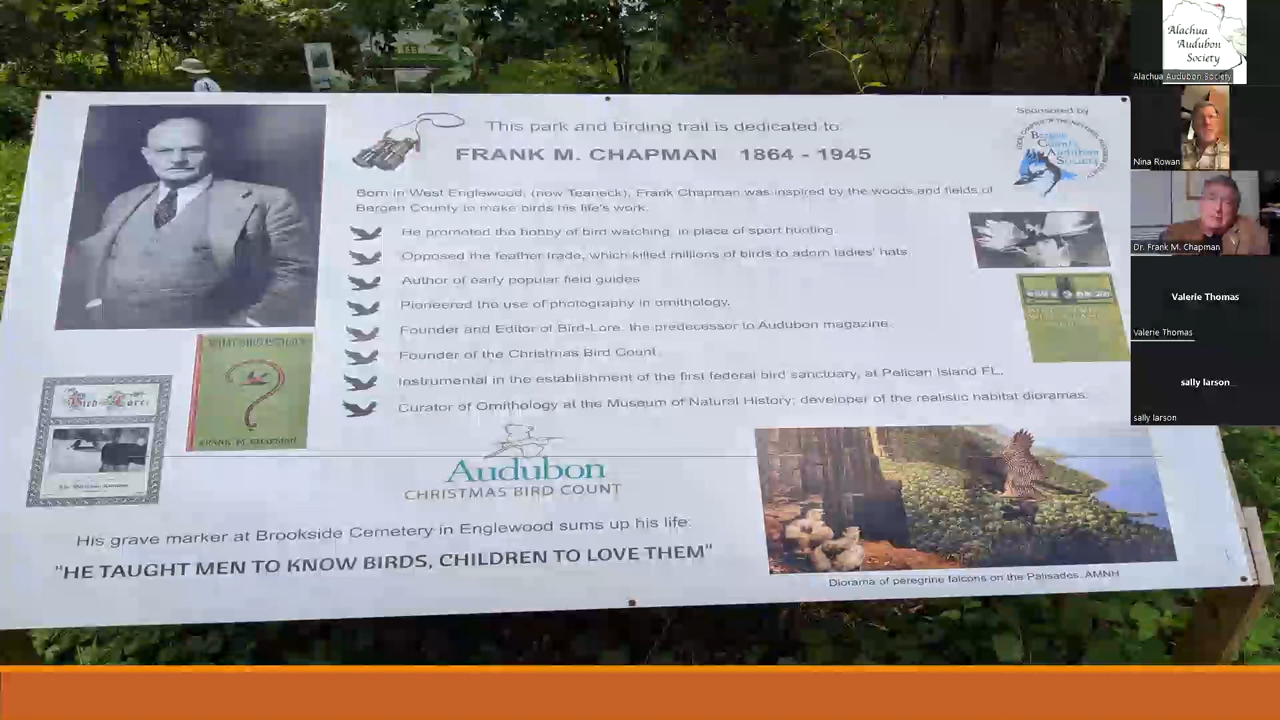 This park and birding trail is dedicated to:
FRANK M. CHAPMAN 1864 - 1945
Sponsored by
Bergen
County
Audubon
Society
Born in West Englewood, (now Teaneck), Frank Chapman was inspired by the woods and fields of
Bergen County to make birds his life's work.
He promoted the hobby of bird watching, in place of sport hunting.
Opposed the feather trade, which killed millions of birds to adorn ladies' hats
Author of early popular field guides
Pioneered the use of photography in ornithology.
Founder and Editor of Bird-Lore, the predecessor to Audubon magazine.
Founder of the Christmas Bird Count.
Instrumental in the establishment of the first federal bird sanctuary, at Pelican Island FL.
Curator of Ornithology at the Museum of Natural History; developer of the realistic habitat dioramas.
Bird-Lore
FRANK M. CHAPMAN
Audubon
CHRISTMAS BIRD COUNT
His grave marker at Brookside Cemetery in Englewood sums up his life:
"HE TAUGHT MEN TO KNOW BIRDS, CHILDREN TO LOVE THEM"
Diorama of peregrine falcons on the Palisades, AMNH
Alachua
Audubon
Society
Alachua Audubon Society
Nina Rowan
Dr. Frank M. Chapman
Valerie Thomas
Valerie Thomas
sally larson
sally larson